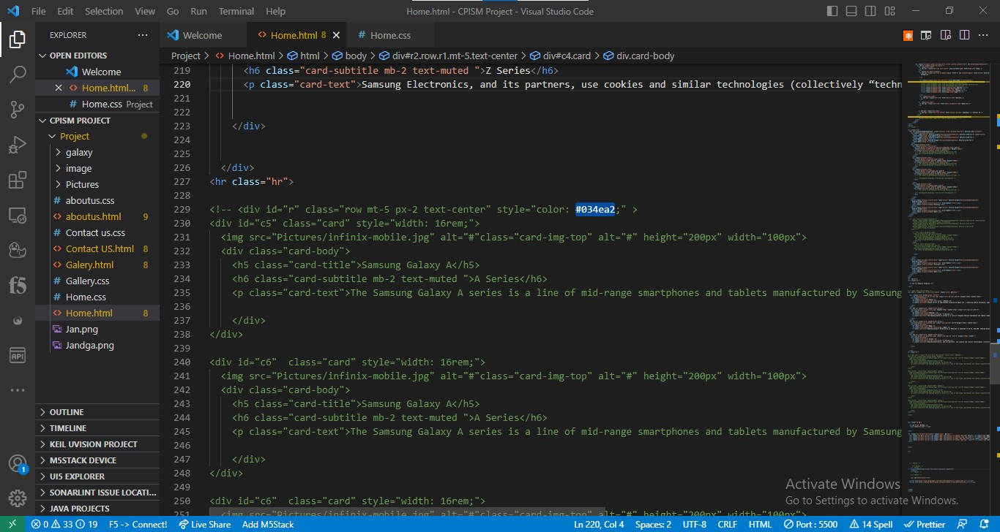 File Edit Selection View Go Run Terminal Help Home.html - CPISM Project - Visual Studio Code
EXPLORER
OPEN EDITORS
Welcome
Home.html... 8
Home.css Project
CPISM PROJECT
Project
galaxy
image
Pictures
aboutus.css
aboutus.html 9
Contact us.css
Contact US.html 8
Galery.html 8
Gallery.css
Home.css
Home.html 8
Jan.png
Jandga.png
OUTLINE
TIMELINE
KEIL UVISION PROJECT
M5STACK DEVICE
UI5 EXPLORER
SONARLINT ISSUE LOCATI...
JAVA PROJECTS
f5
API
1
Welcome Home.html 8 Home.css
Project > Home.html > html > body > div#r2.row.r1.mt-5.text-center > div#c4.card > div.card-body
219 <h6 class="card-subtitle mb-2 text-muted ">Z Series</h6>
220 <p class="card-text">Samsung Electronics, and its partners, use cookies and similar technologies (collectively “techn
221
222
223 </div>
224
225
226 </div>
227 <hr class="hr">
228
229 <!-- <div id="r" class="row mt-5 px-2 text-center" style="color: #034ea2;" >
230 <div id="c5" class="card" style="width: 16rem;">
231 <img src="Pictures/infinix-mobile.jpg" alt="#"class="card-img-top" alt="#" height="200px" width="100px">
232 <div class="card-body">
233 <h5 class="card-title">Samsung Galaxy A</h5>
234 <h6 class="card-subtitle mb-2 text-muted ">A Series</h6>
235 <p class="card-text">The Samsung Galaxy A series is a line of mid-range smartphones and tablets manufactured by Samsung
236
237 </div>
238 </div>
239
240 <div id="c6"  class="card" style="width: 16rem;">
241 <img src="Pictures/infinix-mobile.jpg" alt="#"class="card-img-top" alt="#" height="200px" width="100px">
242 <div class="card-body">
243 <h5 class="card-title">Samsung Galaxy A</h5>
244 <h6 class="card-subtitle mb-2 text-muted ">A Series</h6>
245 <p class="card-text">The Samsung Galaxy A series is a line of mid-range smartphones and tablets manufactured by Samsung
246
247 </div>
248 </div>
249
250 <div id="c6"  class="card" style="width: 16rem;">
251 <img src="Pictures/infinix-mobile.jpg" alt="#"class="card-img-top" alt="#" height="200px" width="100px">
Activate Windows
Go to Settings to activate Windows.
0 33 19 F5 -> Connect! Live Share Add M5Stack Ln 220, Col 4 Spaces: 2 UTF-8 CRLF HTML Port : 5500 14 Spell Prettier